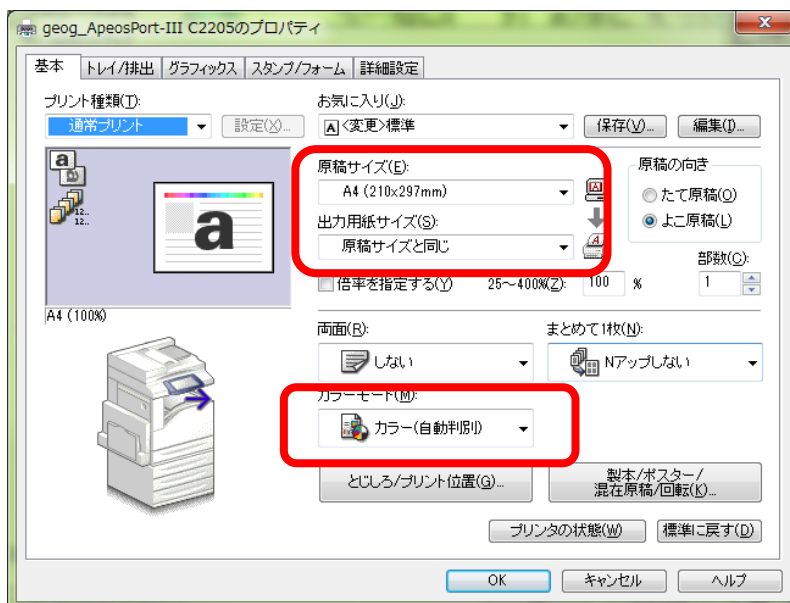 geog_ApeosPort-III C2205のプロパティ
基本 トレイ/排出 グラフィックス スタンプ/フォーム 詳細設定
プリント種類(T):
通常プリント 設定(X)...
お気に入り(J):
A <変更>標準 保存(V)... 編集(I)...
原稿サイズ(E):
A4 (210x297mm)
出力用紙サイズ(S):
原稿サイズと同じ
原稿の向き
たて原稿(O)
よこ原稿(L)
部数(C):
1
倍率を指定する(Y) 25～400%(Z): 100 %
a
12..
12..
a
A4 (100%)
両面(R):
しない
まとめて1枚(N):
Nアップしない
カラーモード(M):
カラー(自動判別)
とじしろ/プリント位置(G)...
製本/ポスター/
混在原稿/回転(K)...
プリンタの状態(W) 標準に戻す(D)
OK キャンセル ヘルプ